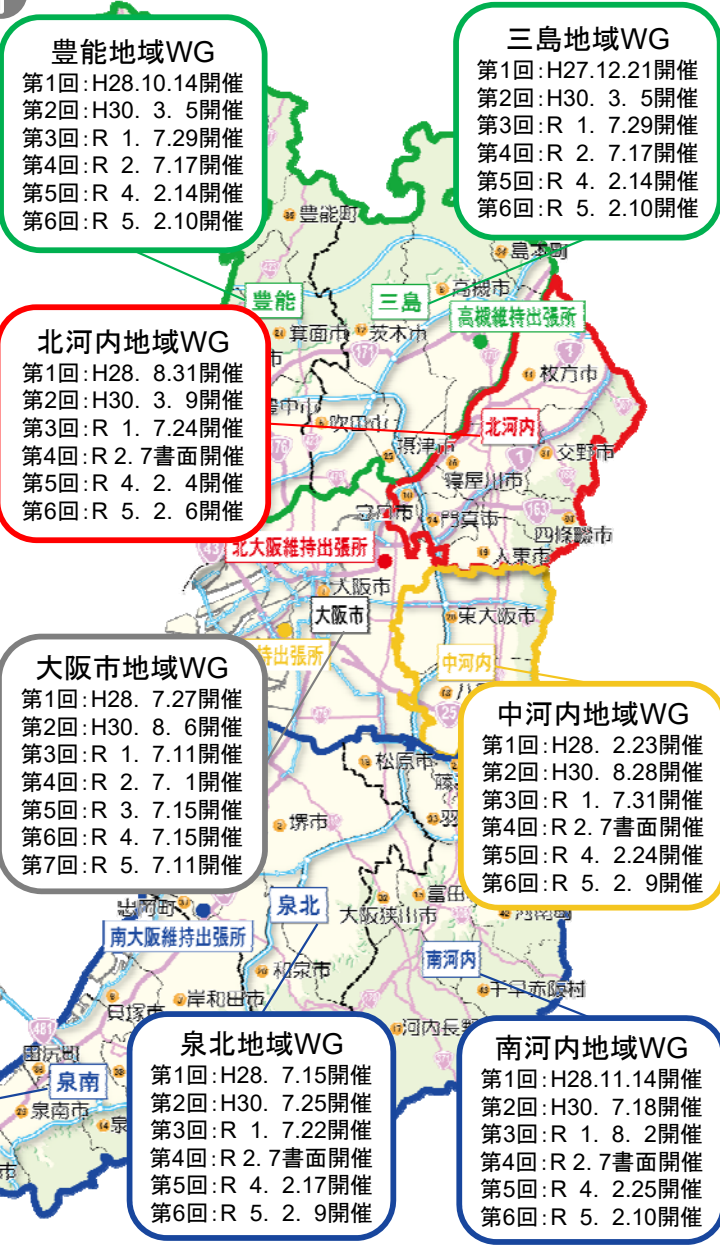 豊能地域WG
第1回:H28.10.14開催
第2回:H30. 3. 5開催
第3回:R 1. 7.29開催
第4回:R 2. 7.17開催
第5回:R 4. 2.14開催
第6回:R 5. 2.10開催
三島地域WG
第1回:H27.12.21開催
第2回:H30. 3. 5開催
第3回:R 1. 7.29開催
第4回:R 2. 7.17開催
第5回:R 4. 2.14開催
第6回:R 5. 2.10開催
豊能町
島本町
豊能
三島
高槻市
高槻維持出張所
箕面市
茨木市
171
1
枚方市
北河内地域WG
第1回:H28. 8.31開催
第2回:H30. 3. 9開催
第3回:R 1. 7.24開催
第4回:R 2. 7書面開催
第5回:R 4. 2. 4開催
第6回:R 5. 2. 6開催
吹田市
北河内
摂津市
1
交野市
寝屋川市
163
門真市
四條畷市
北大阪維持出張所
大阪市
大阪市
東大阪市
持出張所
中河内
25
大阪市地域WG
第1回:H28. 7.27開催
第2回:H30. 8. 6開催
第3回:R 1. 7.11開催
第4回:R 2. 7. 1開催
第5回:R 3. 7.15開催
第6回:R 4. 7.15開催
第7回:R 5. 7.11開催
中河内地域WG
第1回:H28. 2.23開催
第2回:H30. 8.28開催
第3回:R 1. 7.31開催
第4回:R 2. 7書面開催
第5回:R 4. 2.24開催
第6回:R 5. 2. 9開催
松原市
堺市
泉北
大阪狭山市
富田
南大阪維持出張所
和泉市
南河内
千早赤阪村
貝塚市
岸和田市
河内長野
481
泉南
泉南市
泉北地域WG
第1回:H28. 7.15開催
第2回:H30. 7.25開催
第3回:R 1. 7.22開催
第4回:R 2. 7書面開催
第5回:R 4. 2.17開催
第6回:R 5. 2. 9開催
南河内地域WG
第1回:H28.11.14開催
第2回:H30. 7.18開催
第3回:R 1. 8. 2開催
第4回:R 2. 7書面開催
第5回:R 4. 2.25開催
第6回:R 5. 2.10開催